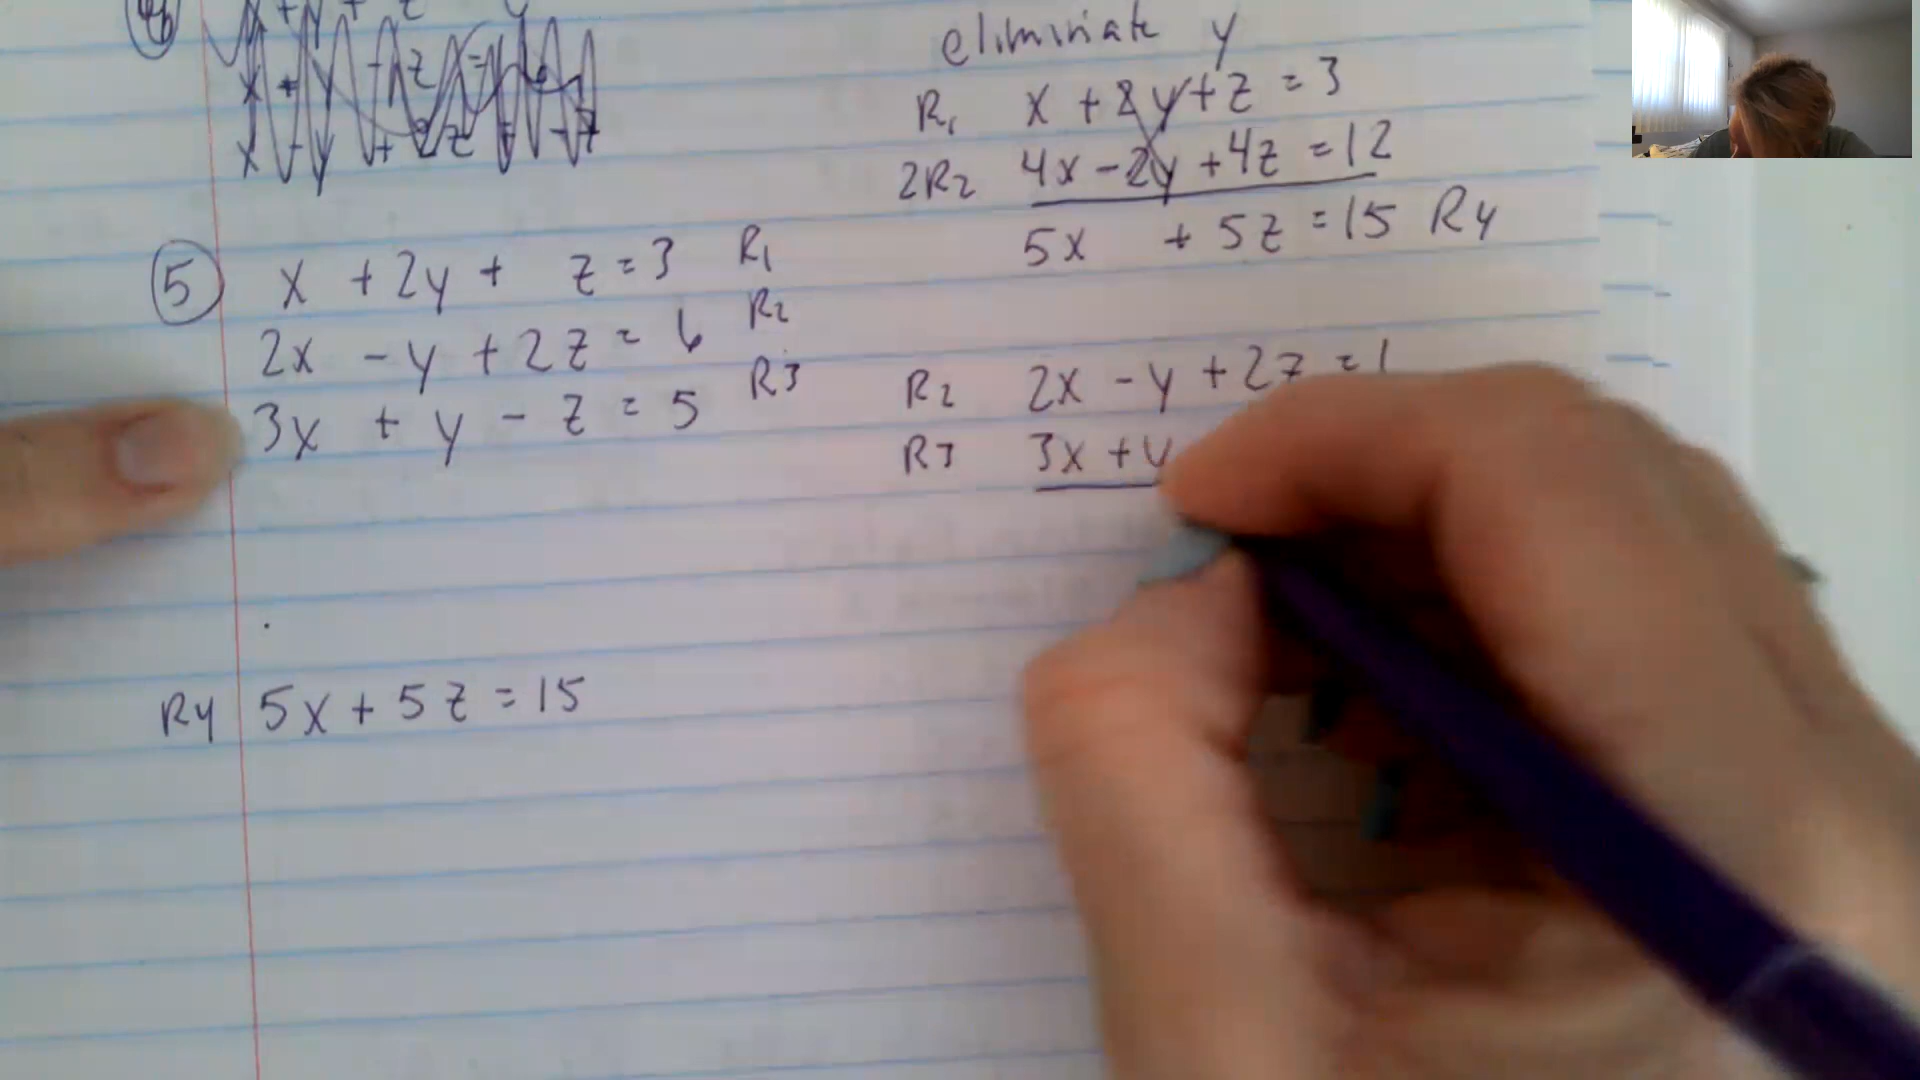 ⑤ x + 2y + z = 3 R1
2x - y + 2z = 6 R2
3x + y - z = 5 R3
R4 5x + 5z = 15
eliminiate y
R1 x + 2y + z = 3
2R2 4x - 2y + 4z = 12
5x + 5z = 15 R4
R2 2x - y + 2z =
R3 3x + y